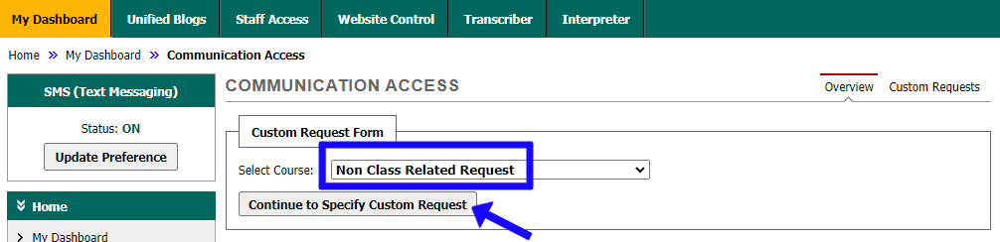 My Dashboard Unified Blogs Staff Access Website Control Transcriber Interpreter
Home » My Dashboard » Communication Access
SMS (Text Messaging)
Status: ON
Update Preference
Home
My Dashboard
COMMUNICATION ACCESS
Overview Custom Requests
Custom Request Form
Select Course: Non Class Related Request
Continue to Specify Custom Request